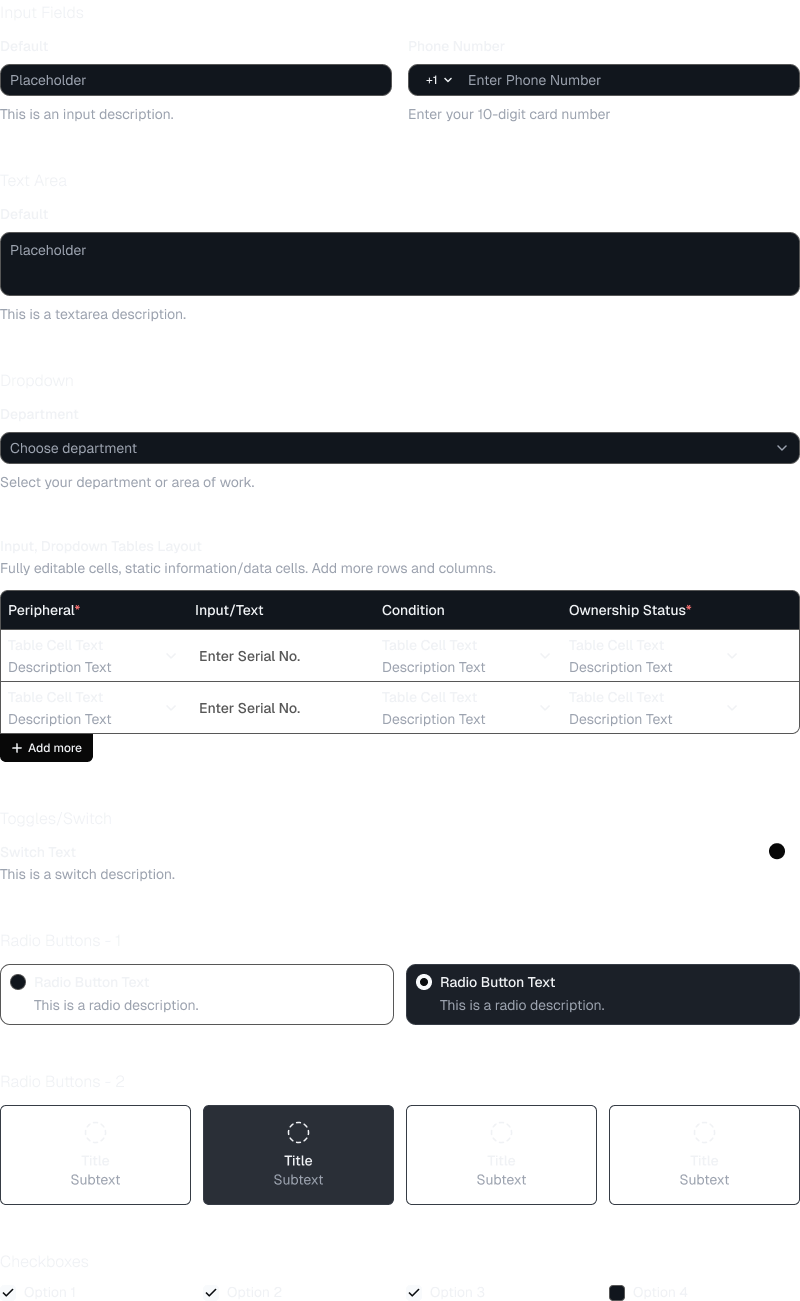 Input Fields
Default
Phone Number
Placeholder
+1 Enter Phone Number
This is an input description.
Enter your 10-digit card number
Text Area
Default
Placeholder
This is a textarea description.
Dropdown
Department
Choose department
Select your department or area of work.
Input, Dropdown Tables Layout
Fully editable cells, static information/data cells. Add more rows and columns.
Peripheral* Input/Text Condition Ownership Status*
Table Cell Text Table Cell Text Table Cell Text
Enter Serial No.
Description Text Description Text Description Text
Table Cell Text Table Cell Text Table Cell Text
Enter Serial No.
Description Text Description Text Description Text
+ Add more
Toggles/Switch
Switch Text
This is a switch description.
Radio Buttons - 1
Radio Button Text
This is a radio description.
Radio Button Text
This is a radio description.
Radio Buttons - 2
Title
Subtext
Title
Subtext
Title
Subtext
Title
Subtext
Checkboxes
Option 1 Option 2 Option 3 Option 4